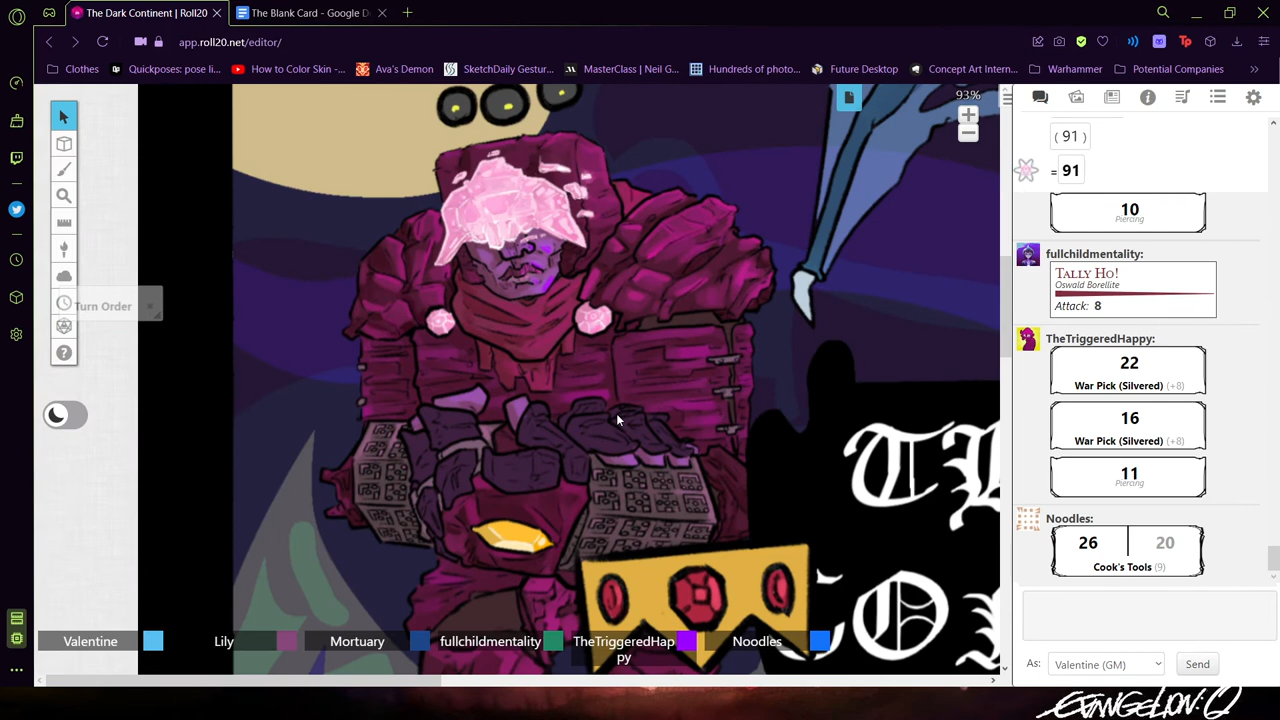 The Dark Continent | Roll20
The Blank Card - Google D
app.roll20.net/editor/
Clothes
Quickposes: pose li...
How to Color Skin -...
Ava's Demon
SketchDaily Gestur...
MasterClass | Neil G...
Hundreds of photo...
Future Desktop
Concept Art Intern...
Warhammer
Potential Companies
93%
( 91 )
= 91
10
Piercing
fullchildmentality:
Tally Ho!
Oswald Borellite
Attack: 8
Turn Order
TheTriggeredHappy:
22
War Pick (Silvered) (+8)
16
War Pick (Silvered) (+8)
11
Piercing
Noodles:
26 20
Cook's Tools (9)
Valentine
Lily
Mortuary
fullchildmentality
TheTriggeredHap
py
Noodles
As: Valentine (GM)
Send